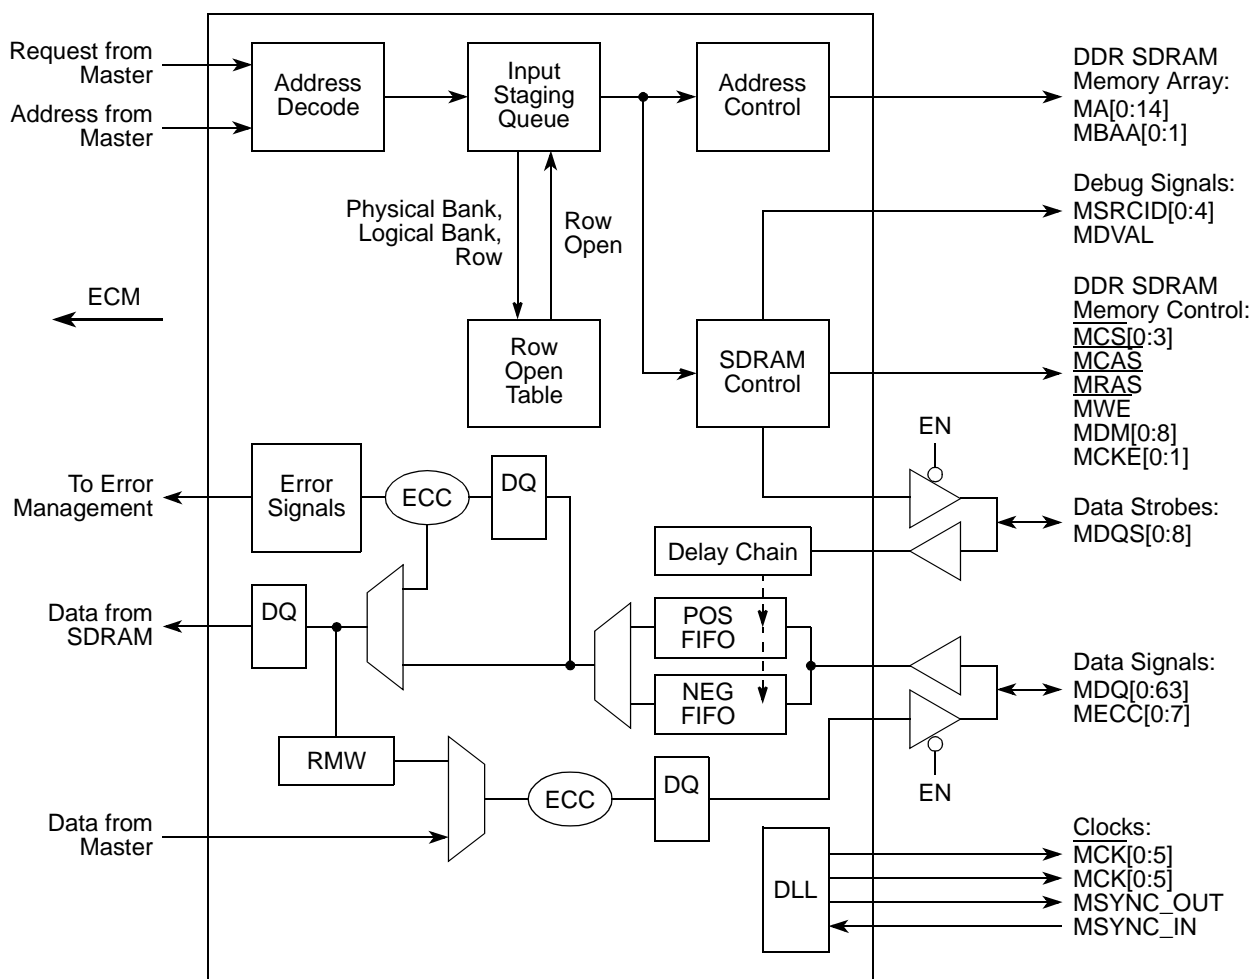 Request from
Master
Address from
Master
Address
Decode
Input
Staging
Queue
Address
Control
DDR SDRAM
Memory Array:
MA[0:14]
MBAA[0:1]
Physical Bank,
Logical Bank,
Row
Row
Open
Debug Signals:
MSRCID[0:4]
MDVAL
ECM
Row
Open
Table
SDRAM
Control
DDR SDRAM
Memory Control:
MCS[0:3]
MCAS
MRAS
MWE
MDM[0:8]
MCKE[0:1]
EN
To Error
Management
Error
Signals
ECC
DQ
Data Strobes:
MDQS[0:8]
Delay Chain
Data from
SDRAM
DQ
POS
FIFO
NEG
FIFO
Data Signals:
MDQ[0:63]
MECC[0:7]
RMW
ECC
DQ
EN
Data from
Master
DLL
Clocks:
MCK[0:5]
MCK[0:5]
MSYNC_OUT
MSYNC_IN